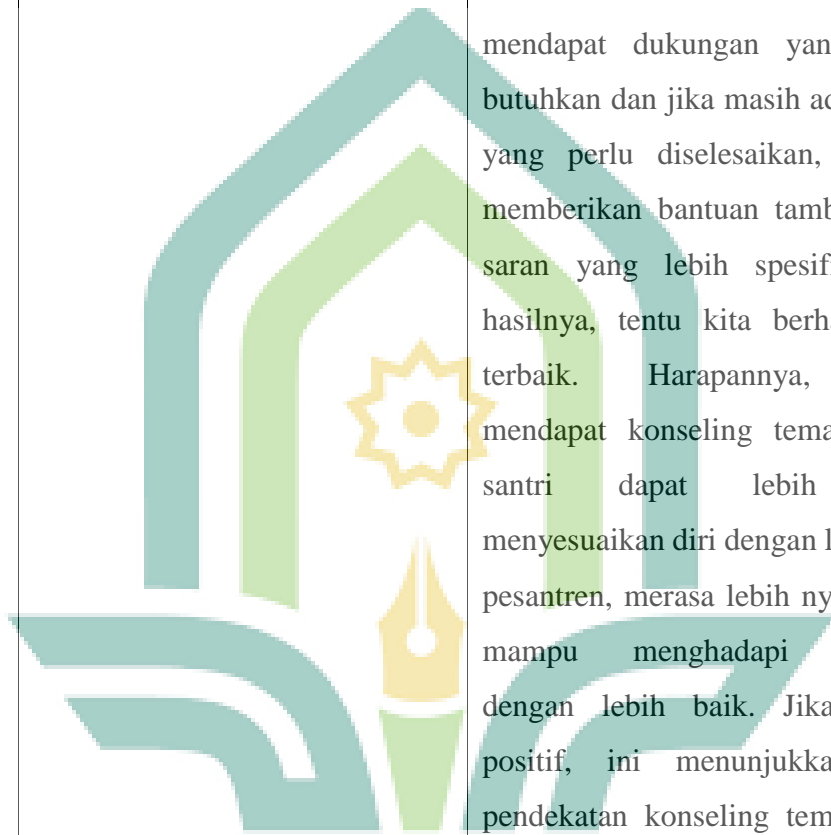 mendapat dukungan yan
butuhkan dan jika masih ad
yang perlu diselesaikan,
memberikan bantuan tamb
saran yang lebih spesifi
hasilnya, tentu kita berha
terbaik. Harapannya,
mendapat konseling tema
santri dapat lebih
menyesuaikan diri dengan l
pesantren, merasa lebih ny
mampu menghadapi
dengan lebih baik. Jika
positif, ini menunjukka
pendekatan konseling tem